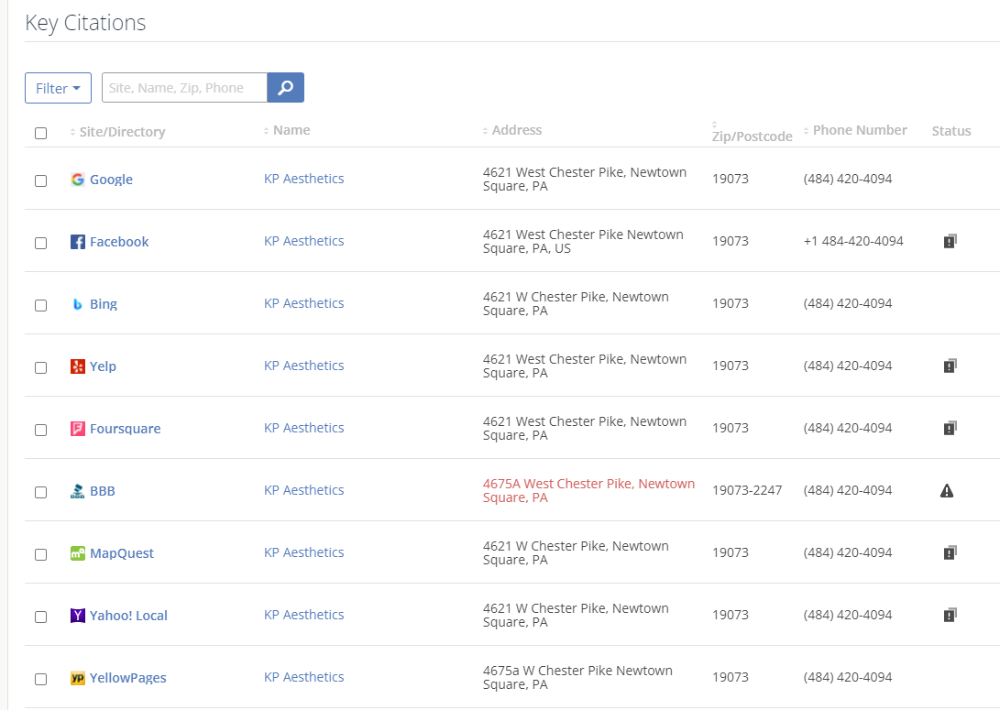 Key Citations
Filter
Site, Name, Zip, Phone
Site/Directory Name Address Zip/Postcode Phone Number Status
Google KP Aesthetics 4621 West Chester Pike, Newtown 19073 (484) 420-4094
Square, PA
Facebook KP Aesthetics 4621 West Chester Pike Newtown 19073 +1 484-420-4094
Square, PA, US
Bing KP Aesthetics 4621 W Chester Pike, Newtown 19073 (484) 420-4094
Square, PA
Yelp KP Aesthetics 4621 West Chester Pike, Newtown 19073 (484) 420-4094
Square, PA
Foursquare KP Aesthetics 4621 West Chester Pike, Newtown 19073 (484) 420-4094
Square, PA
BBB KP Aesthetics 4675A West Chester Pike, Newtown 19073-2247 (484) 420-4094
Square, PA
MapQuest KP Aesthetics 4621 W Chester Pike, Newtown 19073 (484) 420-4094
Square, PA
Yahoo! Local KP Aesthetics 4621 W Chester Pike, Newtown 19073 (484) 420-4094
Square, PA
YellowPages KP Aesthetics 4675a W Chester Pike Newtown 19073 (484) 420-4094
Square, PA